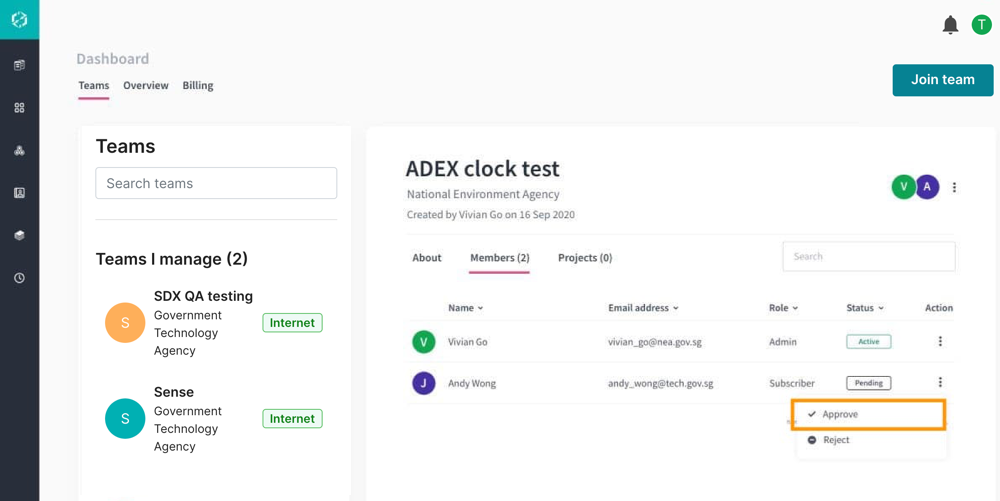 T
Dashboard
Teams Overview Billing
Join team
Teams
Search teams
Teams I manage (2)
S
SDX QA testing
Government
Technology
Agency
Internet
S
Sense
Government
Technology
Agency
Internet
ADEX clock test
National Environment Agency
Created by Vivian Go on 16 Sep 2020
V A
About Members (2) Projects (0)
Search
Name Email address Role Status Action
V Vivian Go vivian_go@nea.gov.sg Admin Active
J Andy Wong andy_wong@tech.gov.sg Subscriber Pending
Approve
Reject